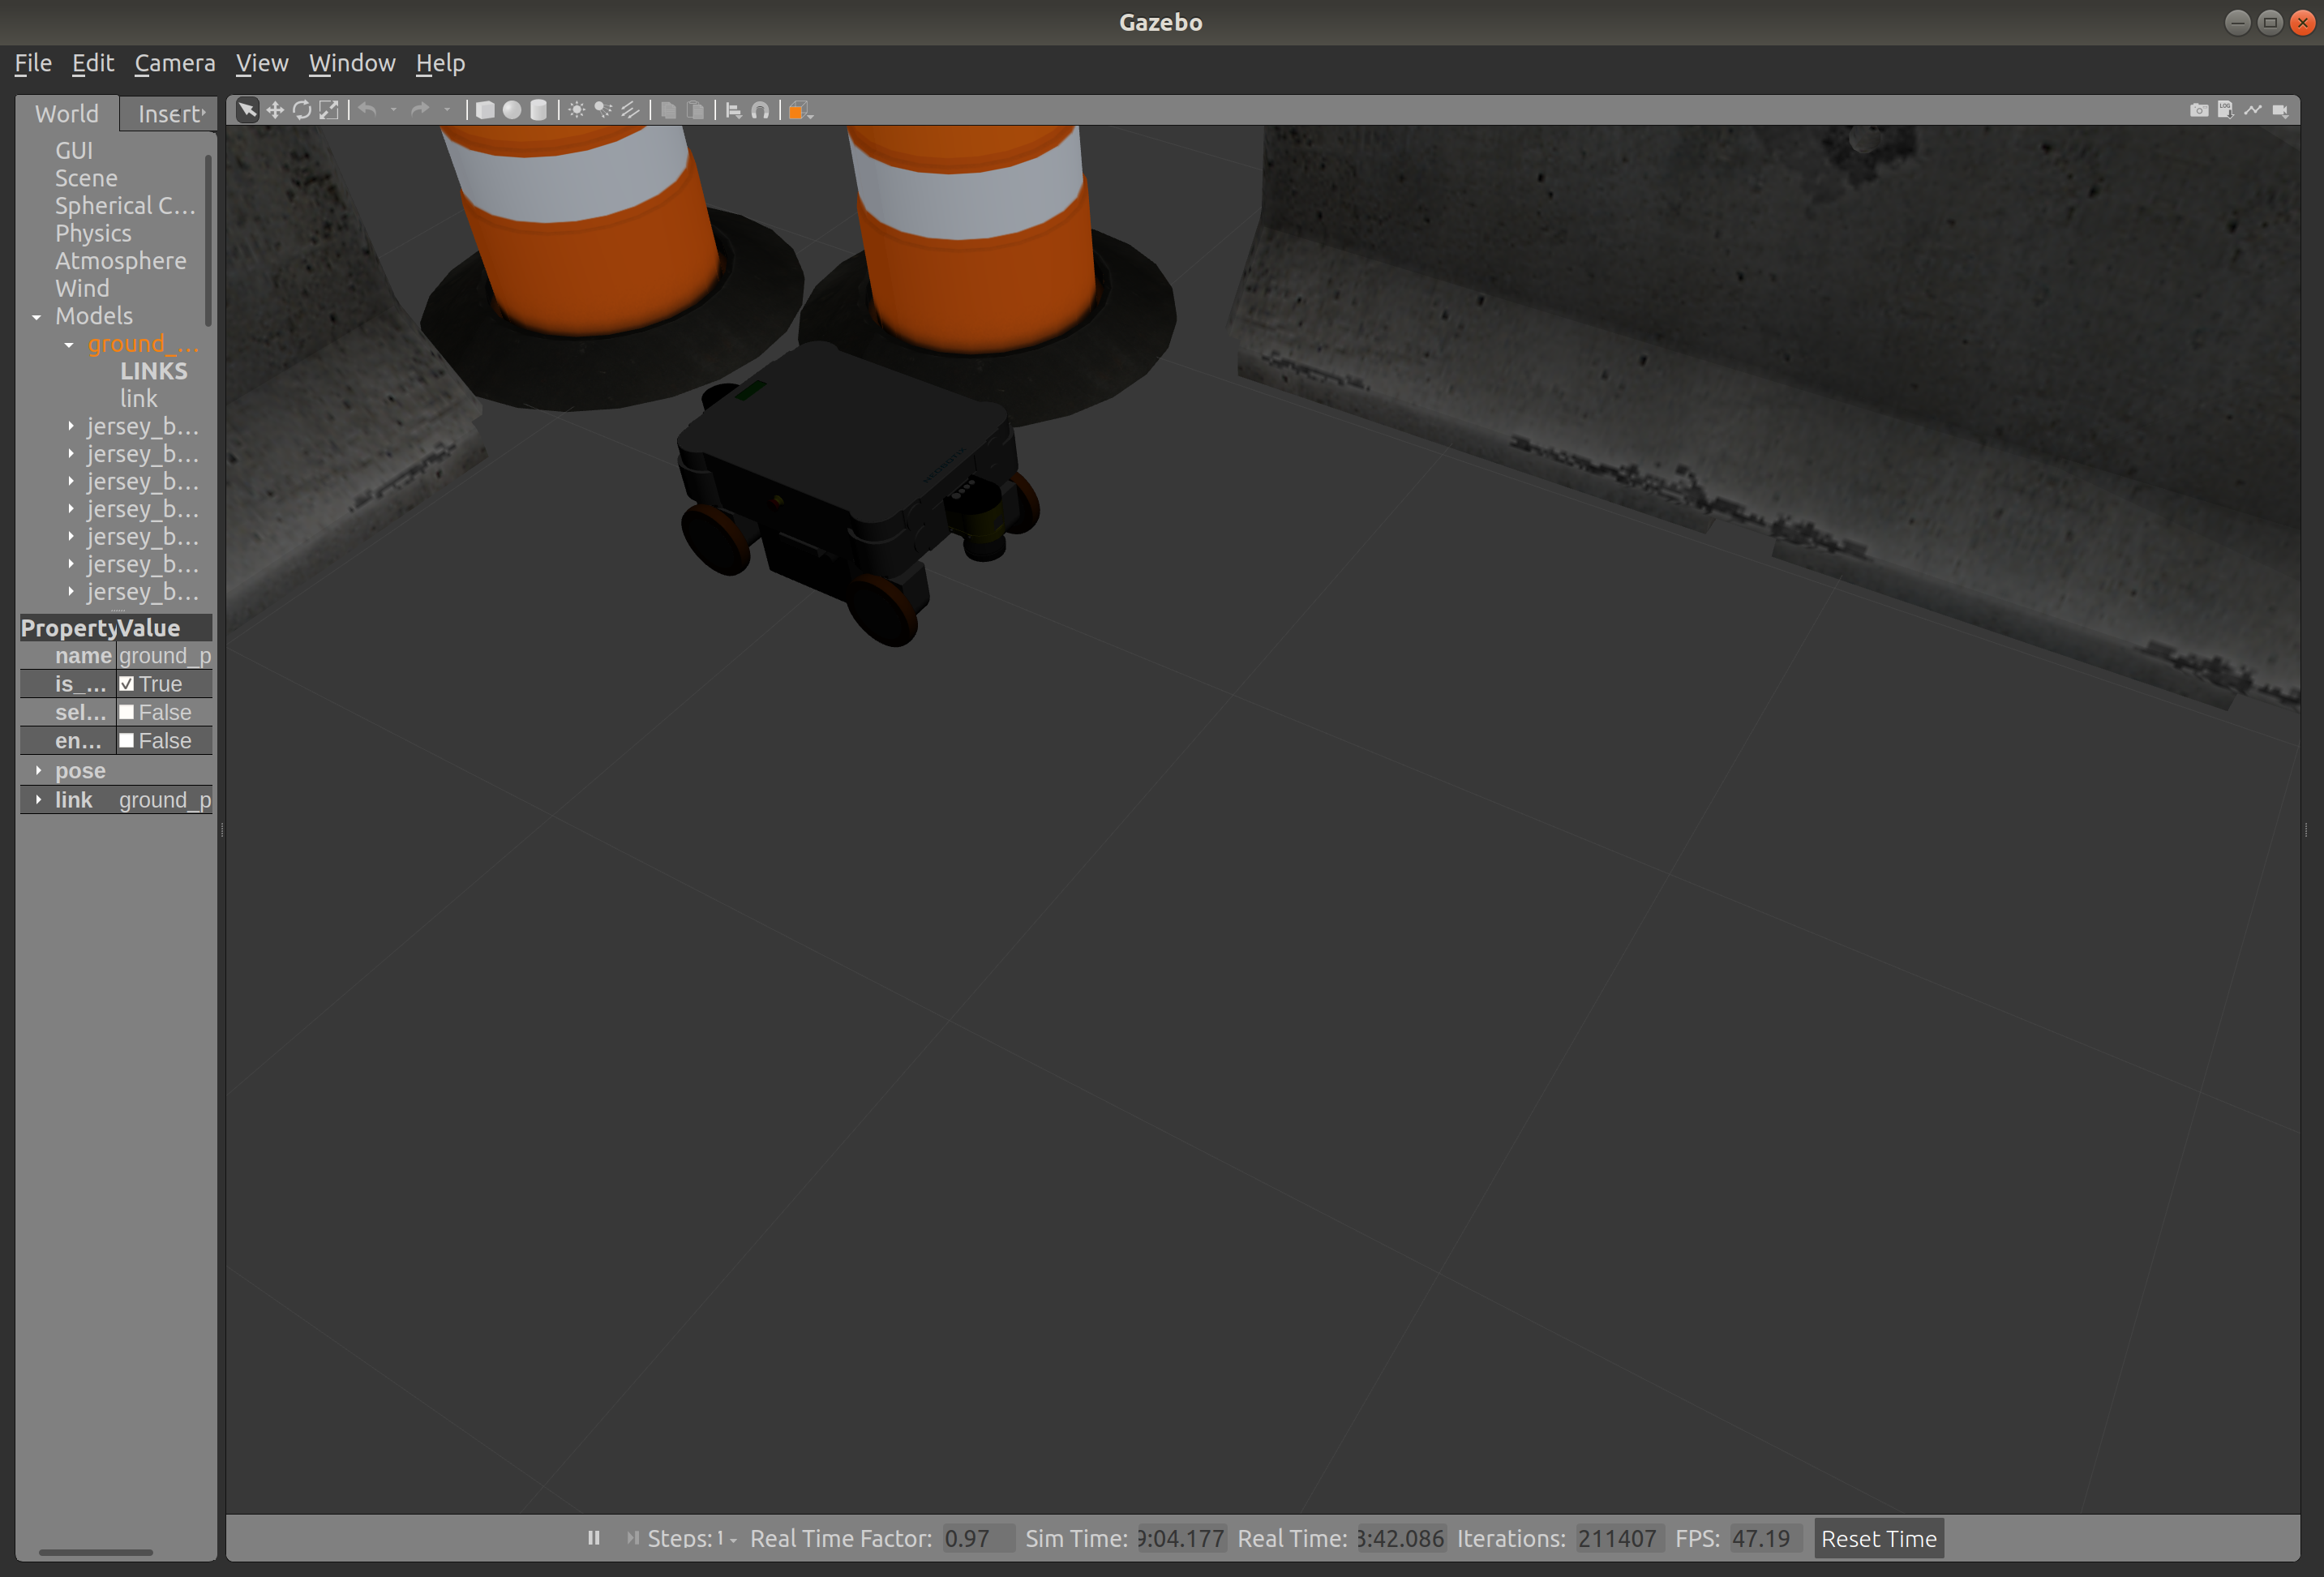 Gazebo
File Edit Camera View Window Help
World Insert
GUI
Scene
Spherical C...
Physics
Atmosphere
Wind
Models
ground_...
LINKS
link
jersey_b...
jersey_b...
jersey_b...
jersey_b...
jersey_b...
jersey_b...
jersey_b...
Property Value
name ground_p
is_... True
sel... False
en... False
pose
link ground_p
Steps: 1 Real Time Factor: 0.97 Sim Time: 9:04.177 Real Time: 3:42.086 Iterations: 211407 FPS: 47.19 Reset Time